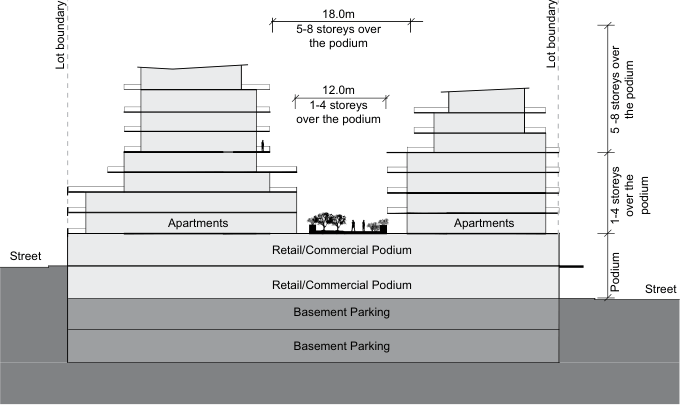 Lot boundary
18.0m
5-8 storeys over
the podium
Lot boundary
5 -8 storeys over
the podium
12.0m
1-4 storeys
over the podium
1-4 storeys
over the
podium
Apartments
Apartments
Street
Retail/Commercial Podium
Podium
Retail/Commercial Podium
Street
Basement Parking
Basement Parking